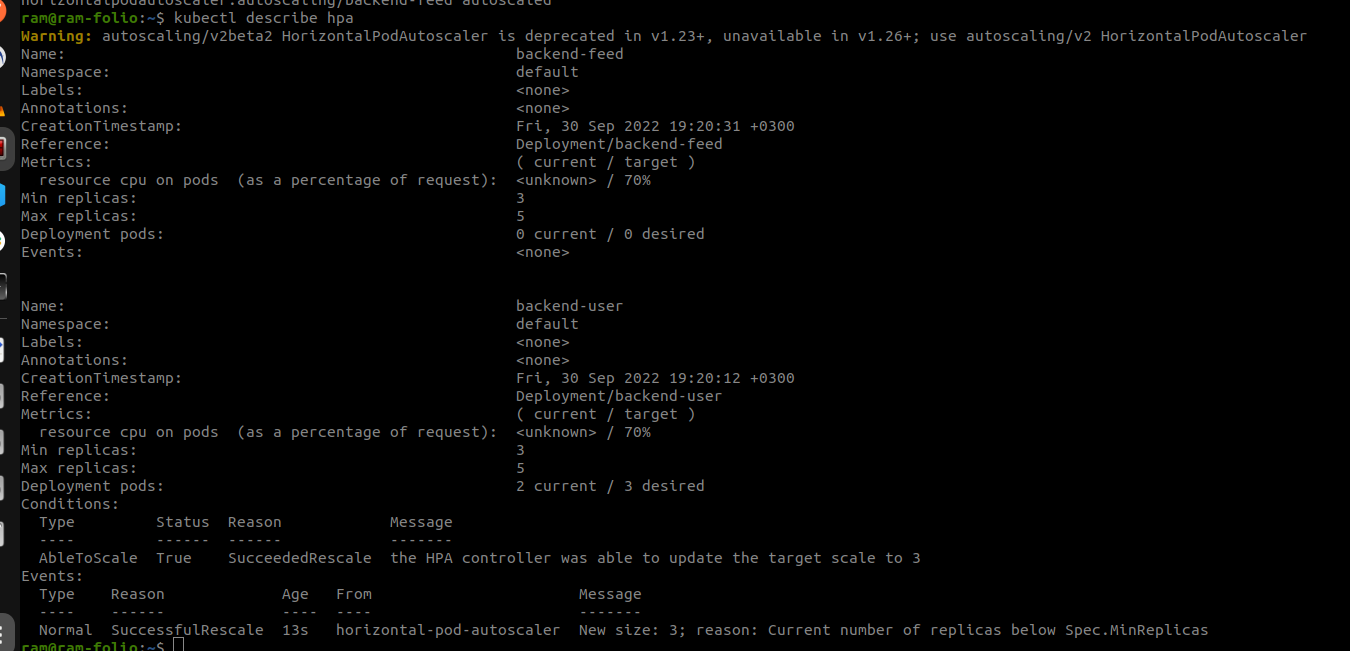 horizontalpodautoscaler.autoscaling/backend-feed autoscaled
ram@ram-folio:~$ kubectl describe hpa
Warning: autoscaling/v2beta2 HorizontalPodAutoscaler is deprecated in v1.23+, unavailable in v1.26+; use autoscaling/v2 HorizontalPodAutoscaler
Name: backend-feed
Namespace: default
Labels: <none>
Annotations: <none>
CreationTimestamp: Fri, 30 Sep 2022 19:20:31 +0300
Reference: Deployment/backend-feed
Metrics: ( current / target )
resource cpu on pods (as a percentage of request): <unknown> / 70%
Min replicas: 3
Max replicas: 5
Deployment pods: 0 current / 0 desired
Events: <none>
Name: backend-user
Namespace: default
Labels: <none>
Annotations: <none>
CreationTimestamp: Fri, 30 Sep 2022 19:20:12 +0300
Reference: Deployment/backend-user
Metrics: ( current / target )
resource cpu on pods (as a percentage of request): <unknown> / 70%
Min replicas: 3
Max replicas: 5
Deployment pods: 2 current / 3 desired
Conditions:
Type Status Reason Message
---- ------ ------ -------
AbleToScale True SucceededRescale the HPA controller was able to update the target scale to 3
Events:
Type Reason Age From Message
---- ------ ---- ---- -------
Normal SuccessfulRescale 13s horizontal-pod-autoscaler New size: 3; reason: Current number of replicas below Spec.MinReplicas
ram@ram-folio:~$